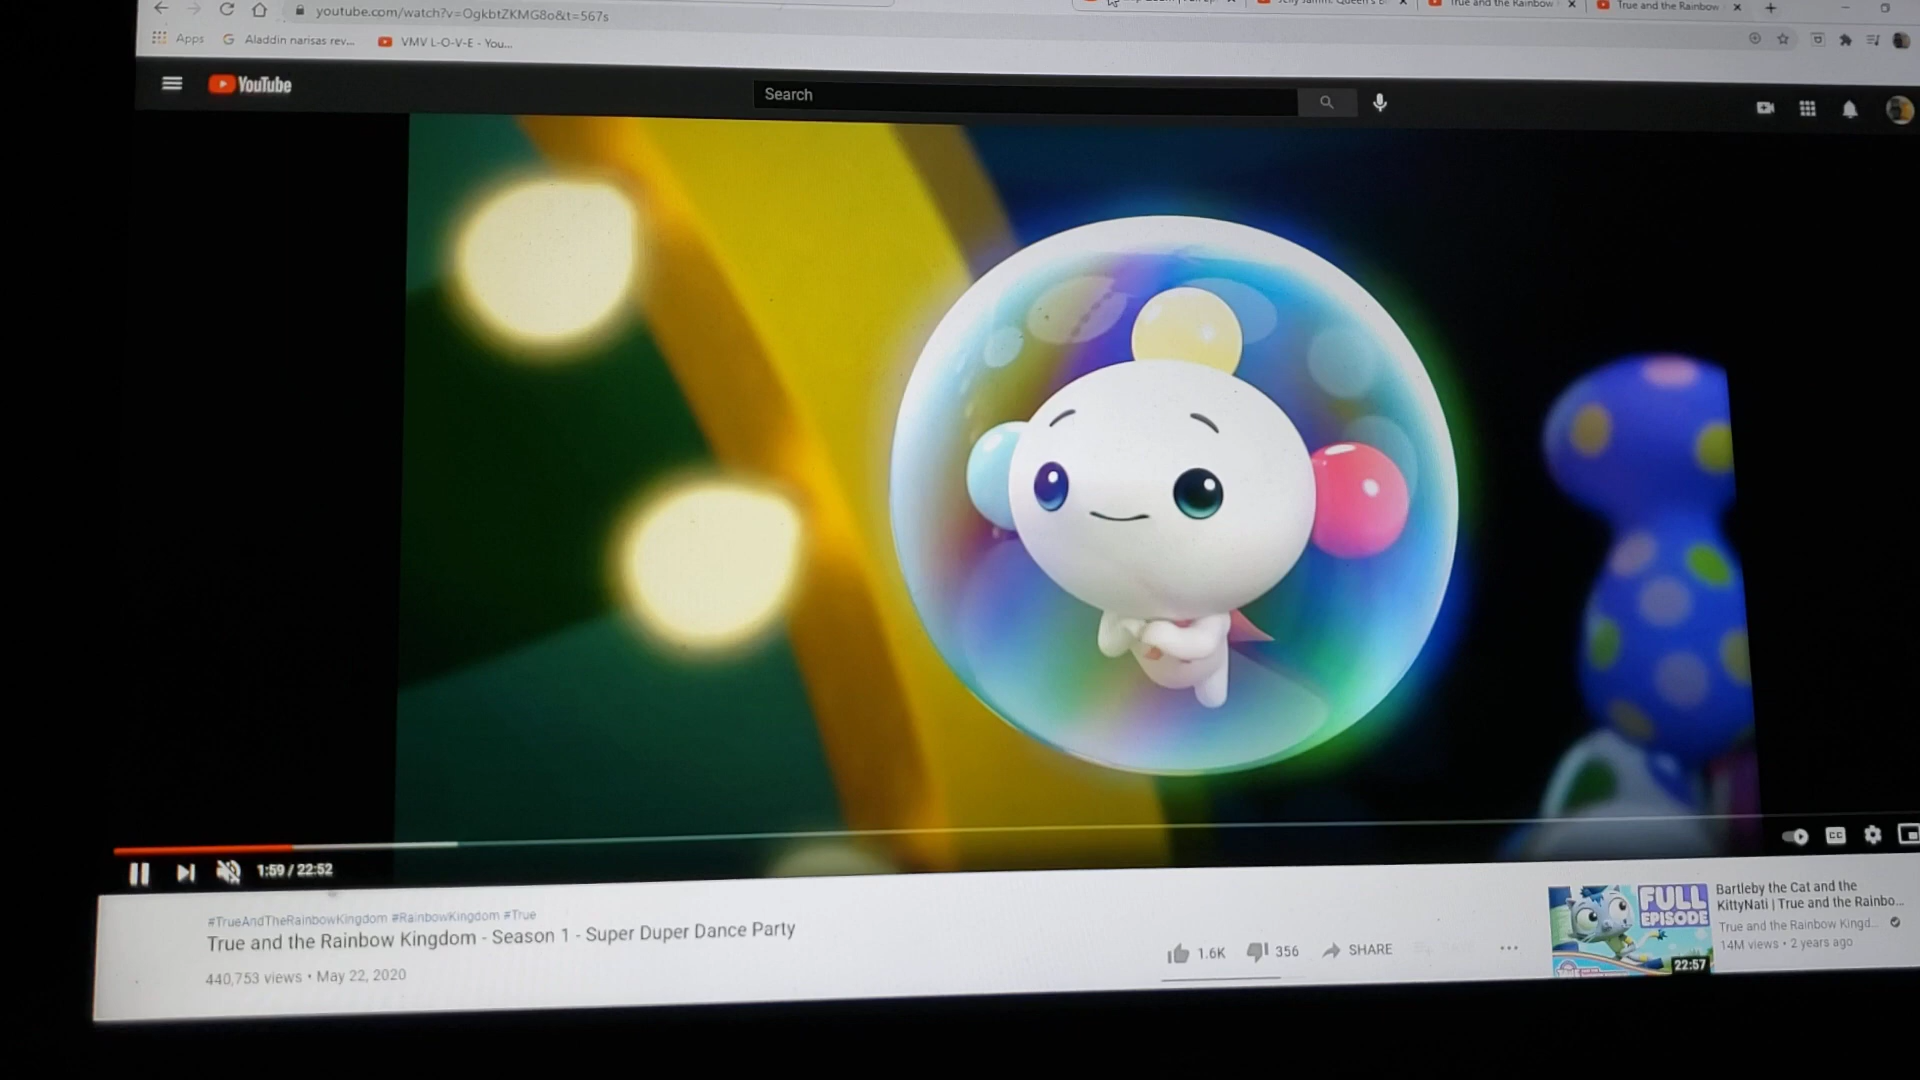 youtube.com/watch?v=OgkbtZKMG8o&t=567s
True and the Rainbow
True and the Rainbow
Apps
Aladdin narisas rev...
VMV L-O-V-E - You...
YouTube
Search
1:59 / 22:52
CC
#TrueAndTheRainbowKingdom #RainbowKingdom #True
True and the Rainbow Kingdom - Season 1 - Super Duper Dance Party
440,753 views • May 22, 2020
1.6K
356
SHARE
FULL
EPISODE
22:57
Bartleby the Cat and the
KittyNati | True and the Rainbo...
True and the Rainbow Kingd...
14M views • 2 years ago